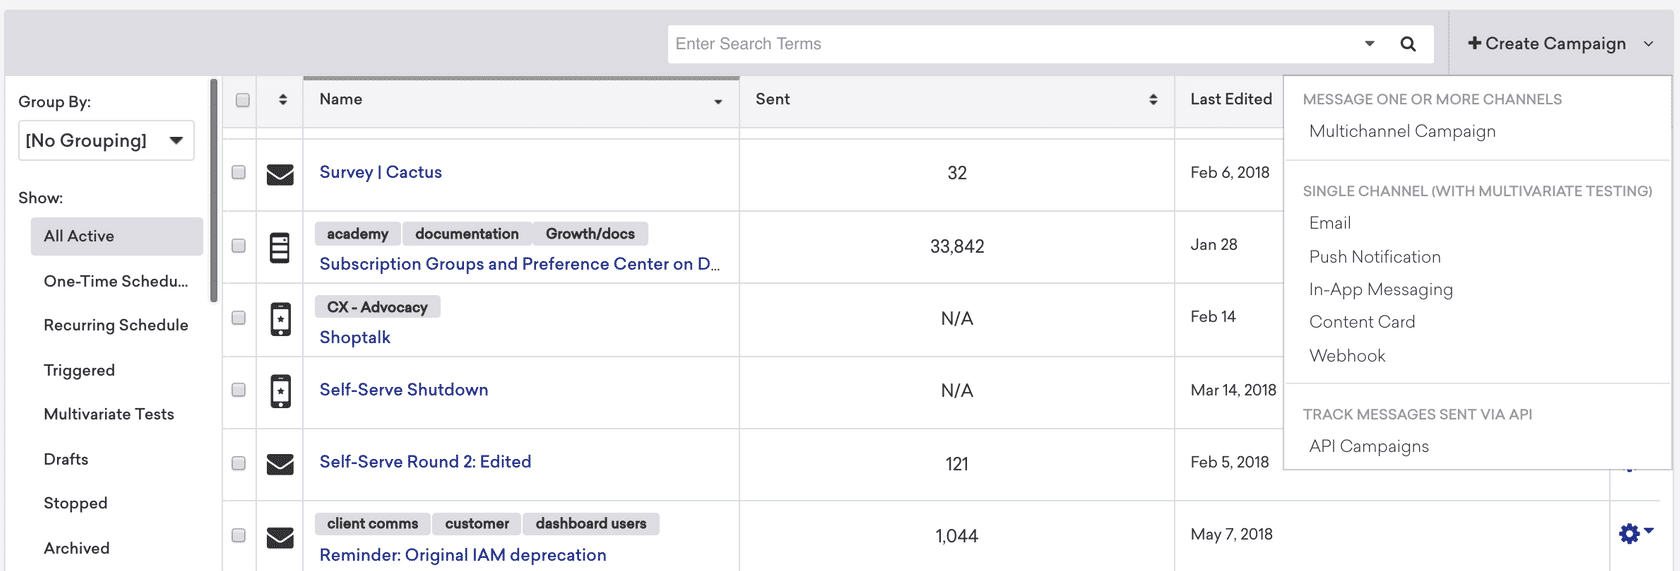 Enter Search Terms
Create Campaign
Group By:
[No Grouping]
Show:
All Active
One-Time Schedu...
Recurring Schedule
Triggered
Multivariate Tests
Drafts
Stopped
Archived
Name Sent Last Edited
Survey | Cactus 32 Feb 6, 2018
academy documentation Growth/docs
Subscription Groups and Preference Center on D... 33,842 Jan 28
CX - Advocacy
Shoptalk N/A Feb 14
Self-Serve Shutdown N/A Mar 14, 2018
Self-Serve Round 2: Edited 121 Feb 5, 2018
client comms customer dashboard users
Reminder: Original IAM deprecation 1,044 May 7, 2018
MESSAGE ONE OR MORE CHANNELS
Multichannel Campaign
SINGLE CHANNEL (WITH MULTIVARIATE TESTING)
Email
Push Notification
In-App Messaging
Content Card
Webhook
TRACK MESSAGES SENT VIA API
API Campaigns